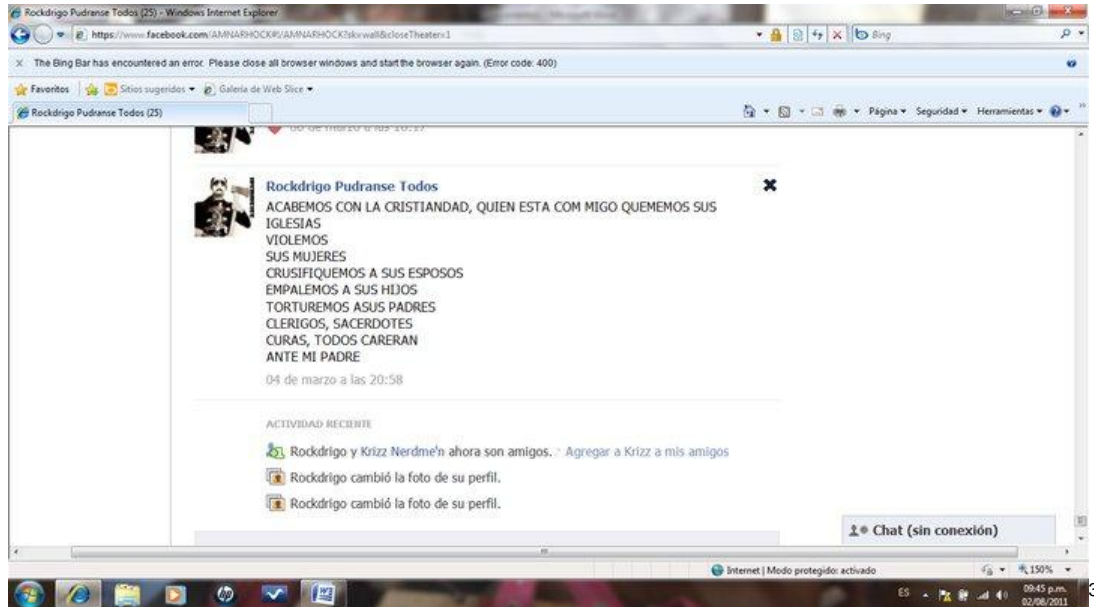 Rockdrigo Pudranse Todos (25) - Windows Internet Explorer
https://www.facebook.com/AMNARHOCK#!/AMNARHOCK?sk=wall&closeTheater=1
Bing
The Bing Bar has encountered an error. Please close all browser windows and start the browser again. (Error code: 400)
Favoritos Sitios sugeridos Galería de Web Slice
Rockdrigo Pudranse Todos (25)
Página Seguridad Herramientas
de marzo a las
Rockdrigo Pudranse Todos
ACABEMOS CON LA CRISTIANDAD, QUIEN ESTA COM MIGO QUEMEMOS SUS
IGLESIAS
VIOLEMOS
SUS MUJERES
CRUSIFIQUEMOS A SUS ESPOSOS
EMPALEMOS A SUS HIJOS
TORTUREMOS ASUS PADRES
CLERIGOS, SACERDOTES
CURAS, TODOS CARERAN
ANTE MI PADRE
04 de marzo a las 20:58
ACTIVIDAD RECIENTE
Rockdrigo y Krizz Nerdme'n ahora son amigos. · Agregar a Krizz a mis amigos
Rockdrigo cambió la foto de su perfil.
Rockdrigo cambió la foto de su perfil.
Chat (sin conexión)
Internet | Modo protegido: activado
150%
ES
09:45 p.m.
02/08/2011
3